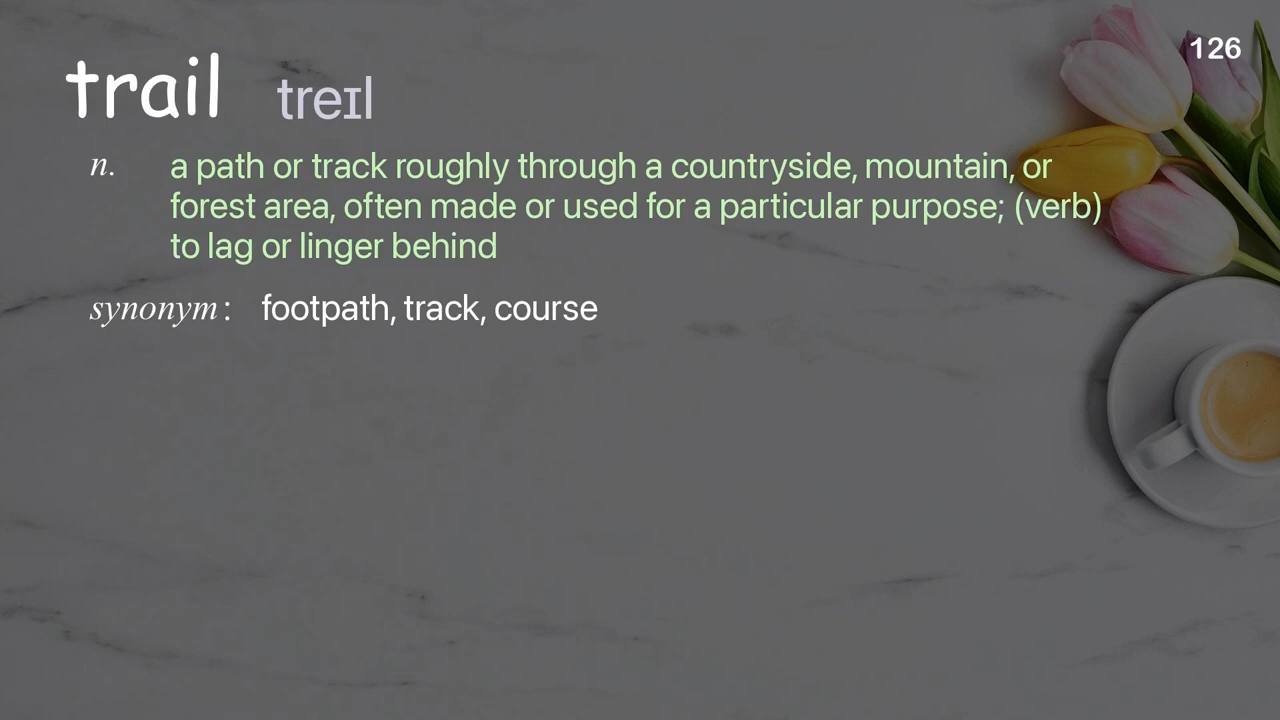 126
trail treɪl
n. a path or track roughly through a countryside, mountain, or
forest area, often made or used for a particular purpose; (verb)
to lag or linger behind
synonym: footpath, track, course